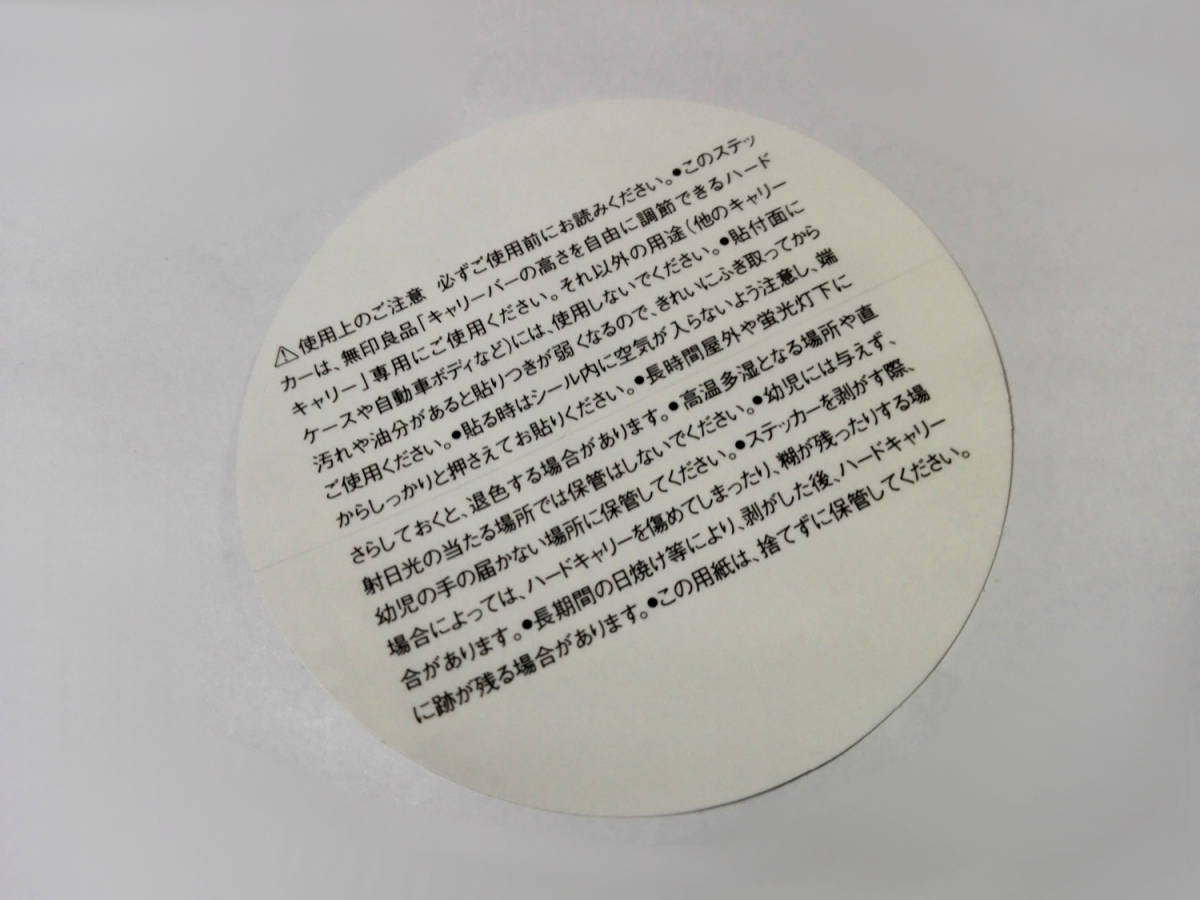 ⚠使用上のご注意 必ずご使用前にお読みください。●このステッ
カーは、無印良品「キャリーバーの高さを自由に調節できるハード
キャリー」専用にご使用ください。それ以外の用途(他のキャリー
ケースや自動車ボディなど)には、使用しないでください。●貼付面に
汚れや油分があると貼りつきが弱くなるので、きれいにふき取ってから
ご使用ください。●貼る時はシール内に空気が入らないよう注意し、端
からしっかりと押さえてお貼りください。●長時間屋外や蛍光灯下に
さらしておくと、退色する場合があります。●高温多湿となる場所や直
射日光の当たる場所では保管はしないでください。●幼児には与えず、
幼児の手の届かない場所に保管してください。●ステッカーを剥がす際、
場合によっては、ハードキャリーを傷めてしまったり、糊が残ったりする場
合があります。●長期間の日焼け等により、剥がした後、ハードキャリー
に跡が残る場合があります。●この用紙は、捨てずに保管してください。